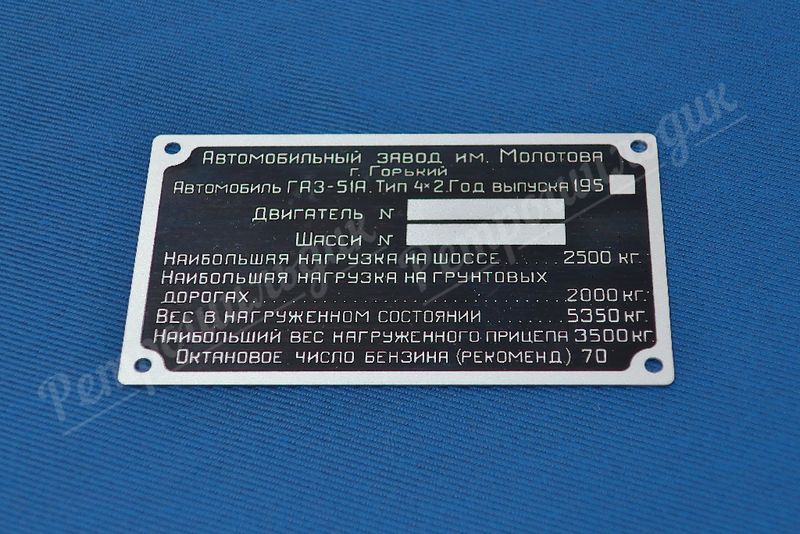 Автомобильный завод им. Молотова
г. Горький
Автомобиль ГАЗ-51А. Тип 4×2. Год выпуска 195
Двигатель №
Шасси №
Наибольшая нагрузка на шоссе ..... 2500 кг.
Наибольшая нагрузка на грунтовых
дорогах. ..... 2000 кг.
Вес в нагруженном состоянии ..... 5350 кг.
Наибольший вес нагруженного прицепа 3500 кг.
Октановое число бензина (рекоменд) 70
Ретрошильдик
Ретрошильдик